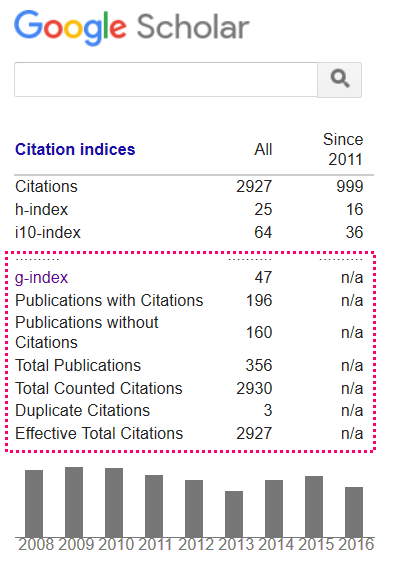 Google Scholar
Citation indices All Since 2011
Citations 2927 999
h-index 25 16
i10-index 64 36
g-index 47 n/a
Publications with Citations 196 n/a
Publications without Citations 160 n/a
Total Publications 356 n/a
Total Counted Citations 2930 n/a
Duplicate Citations 3 n/a
Effective Total Citations 2927 n/a
2008 2009 2010 2011 2012 2013 2014 2015 2016